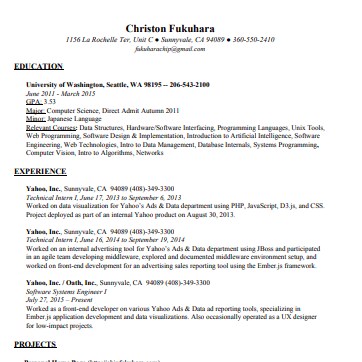 Christon Fukuhara
1156 La Rochelle Ter, Unit C ● Sunnyvale, CA 94089 ● 360-550-2410
fukuharachip@gmail.com
EDUCATION
University of Washington, Seattle, WA 98195 -- 206-543-2100
June 2011 - March 2015
GPA: 3.53
Major: Computer Science, Direct Admit Autumn 2011
Minor: Japanese Language
Relevant Courses: Data Structures, Hardware/Software Interfacing, Programming Languages, Unix Tools,
Web Programming, Software Design & Implementation, Introduction to Artificial Intelligence, Software
Engineering, Web Technologies, Intro to Data Management, Database Internals, Systems Programming,
Computer Vision, Intro to Algorithms, Networks
EXPERIENCE
Yahoo, Inc., Sunnyvale, CA 94089 (408)-349-3300
Technical Intern I, June 17, 2013 to September 6, 2013
Worked on data visualization for Yahoo's Ads & Data department using PHP, JavaScript, D3.js, and CSS.
Project deployed as part of an internal Yahoo product on August 30, 2013.
Yahoo, Inc., Sunnyvale, CA 94089 (408)-349-3300
Technical Intern I, June 16, 2014 to September 19, 2014
Worked on an internal advertising tool for Yahoo's Ads & Data department using JBoss and participated
in an agile team developing middleware, explored and documented middleware environment setup, and
worked on front-end development for an advertising sales reporting tool using the Ember.js framework.
Yahoo, Inc. / Oath, Inc., Sunnyvale, CA 94089 (408)-349-3300
Software Systems Engineer I
July 27, 2015 – Present
Worked as a front-end developer on various Yahoo Ads & Data ad reporting tools, specializing in
Ember.js application development and data visualizations. Also occasionally operated as a UX designer
for low-impact projects.
PROJECTS